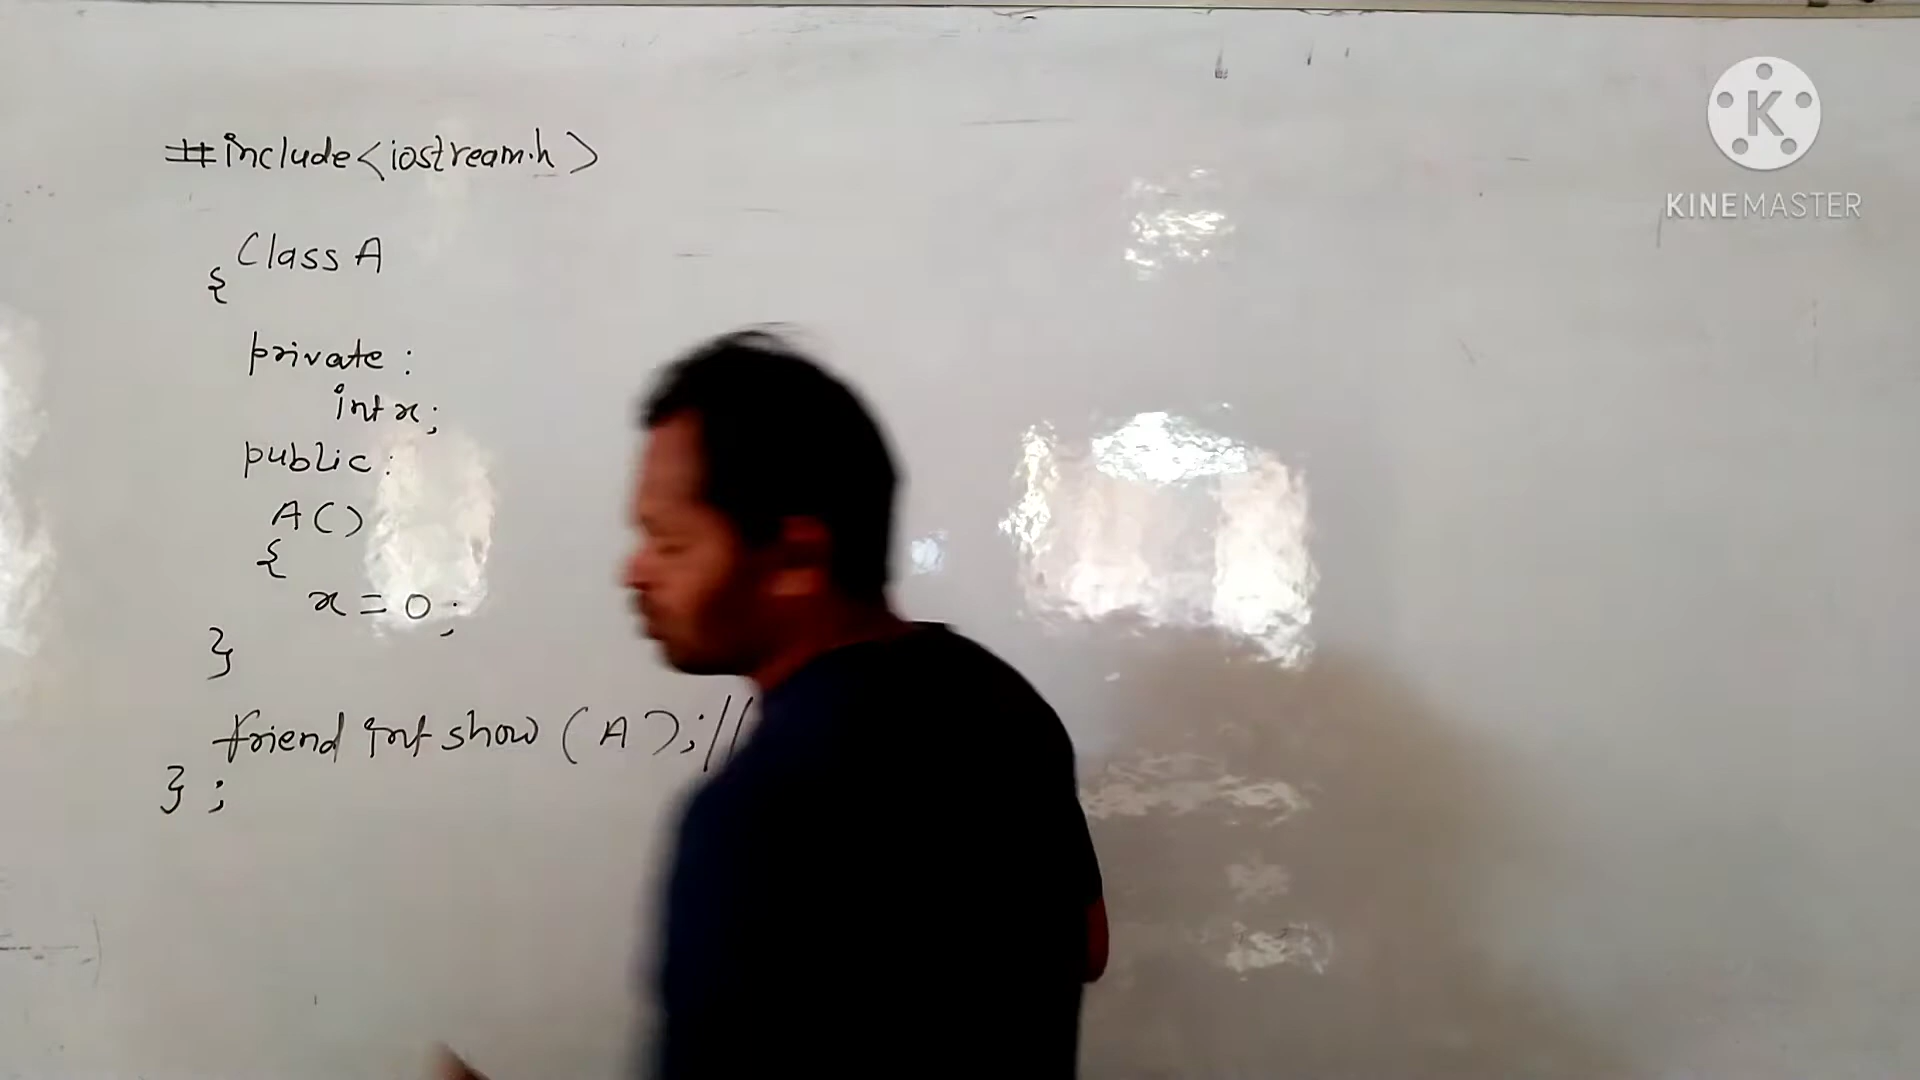 #include<iostream.h>
Class A
{
private:
int x;
public:
A()
{
x=0;
}
friend int show (A);//
};
K
KINEMASTER